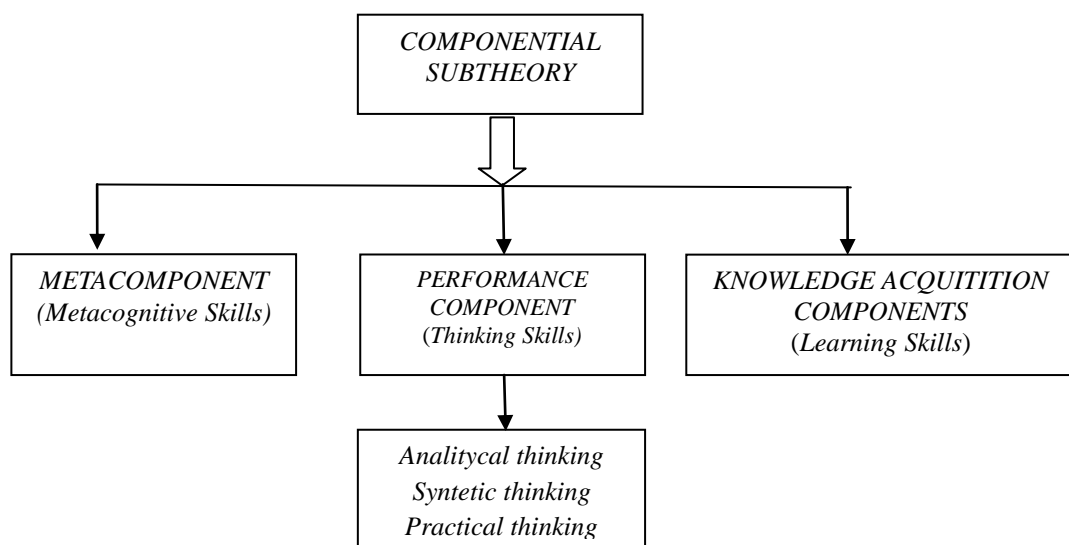 COMPONENTIAL
SUBTHEORY
METACOMPONENT
(Metacognitive Skills)
PERFORMANCE
COMPONENT
(Thinking Skills)
KNOWLEDGE ACQUITITION
COMPONENTS
(Learning Skills)
Analitycal thinking
Syntetic thinking
Practical thinking